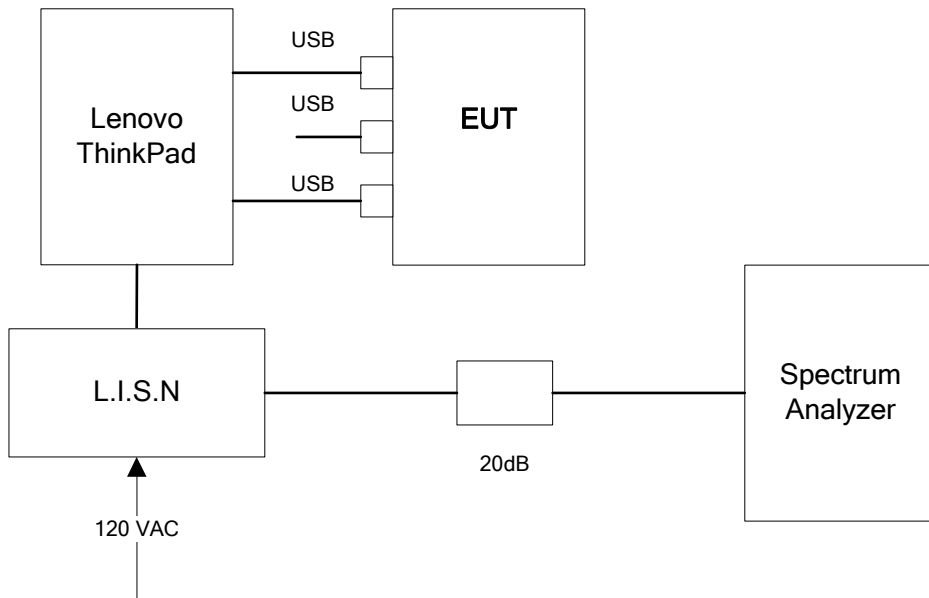 USB
Lenovo
ThinkPad
USB
EUT
USB
L.I.S.N
20dB
Spectrum
Analyzer
120 VAC